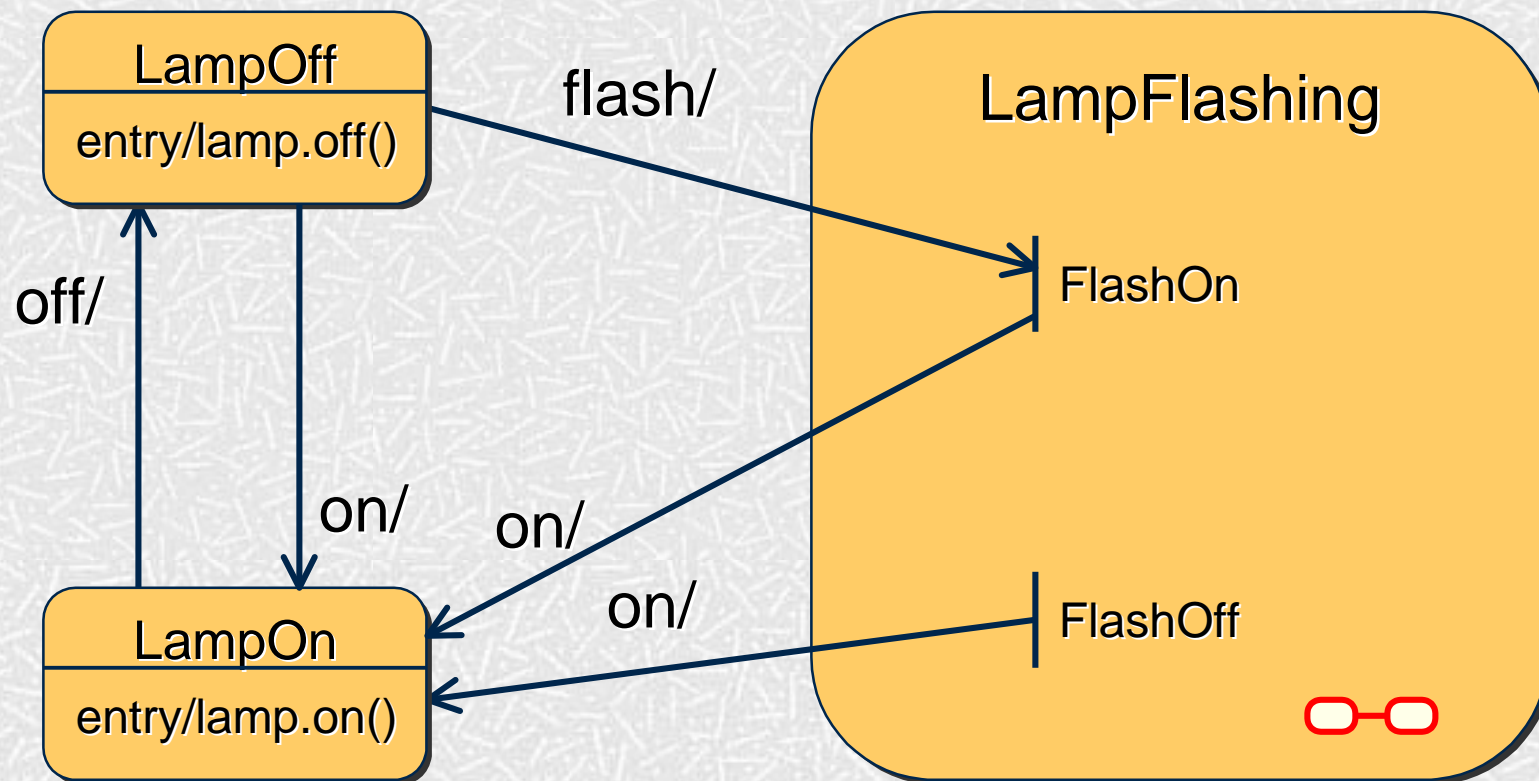 LampOff
entry/lamp.off()
flash/
LampFlashing
FlashOn
off/
on/
on/
on/
FlashOff
LampOn
entry/lamp.on()